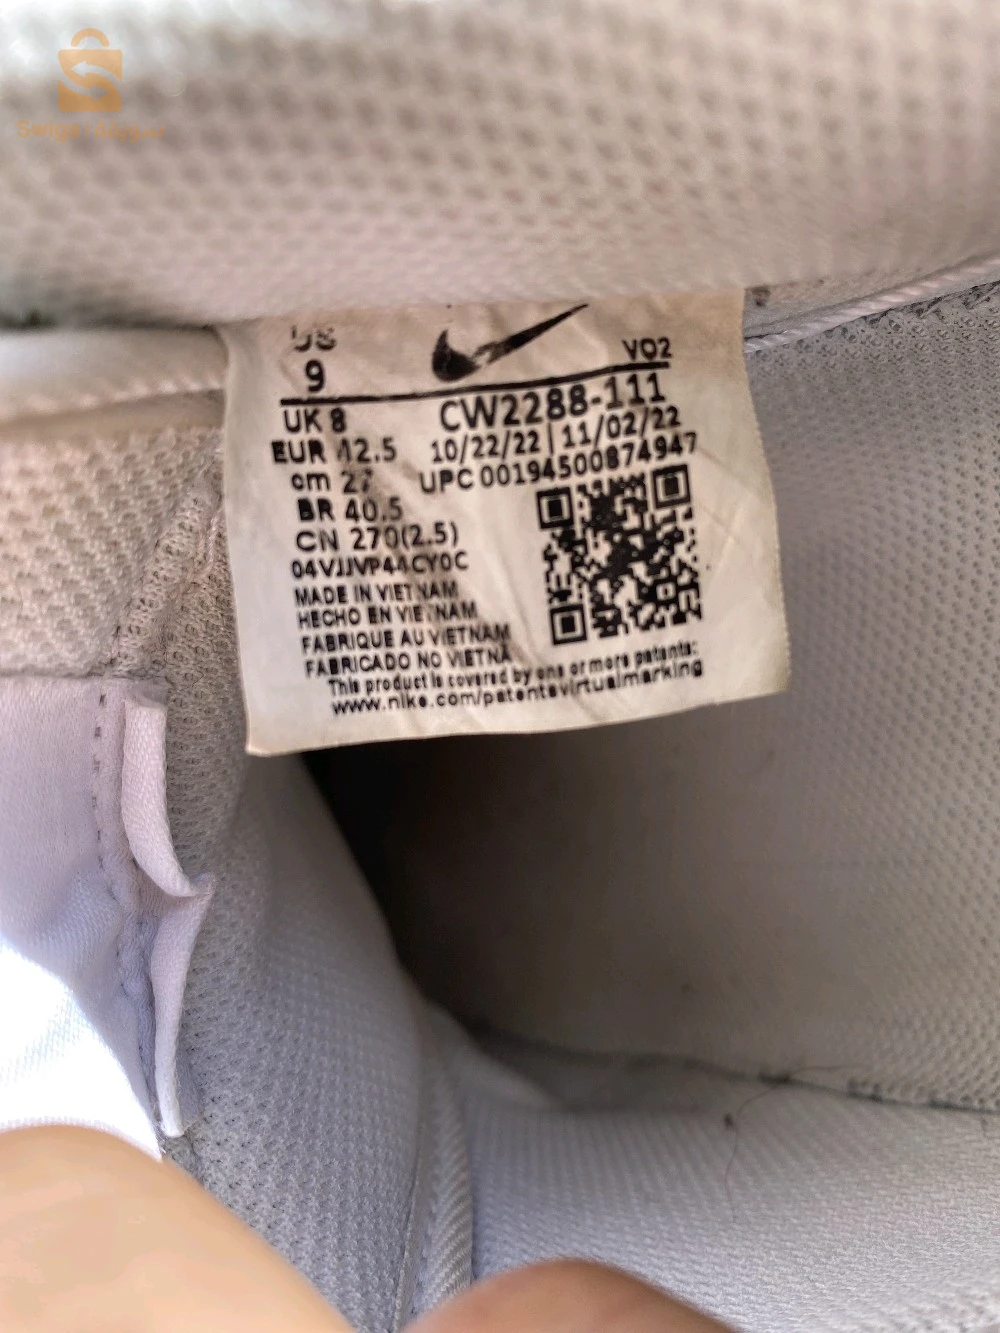 US
9
V02
UK 8
CW2288-111
EUR 42.5
10/22/22 | 11/02/22
cm 27
UPC 00194500874947
BR 40.5
CN 270(2.5)
04VJJVP44CY0C
MADE IN VIETNAM
HECHO EN VIETNAM
FABRIQUE AU VIETNAM
FABRICADO NO VIETNÃ
This product is covered by one or more patents:
www.nike.com/patentsvirtualmarking